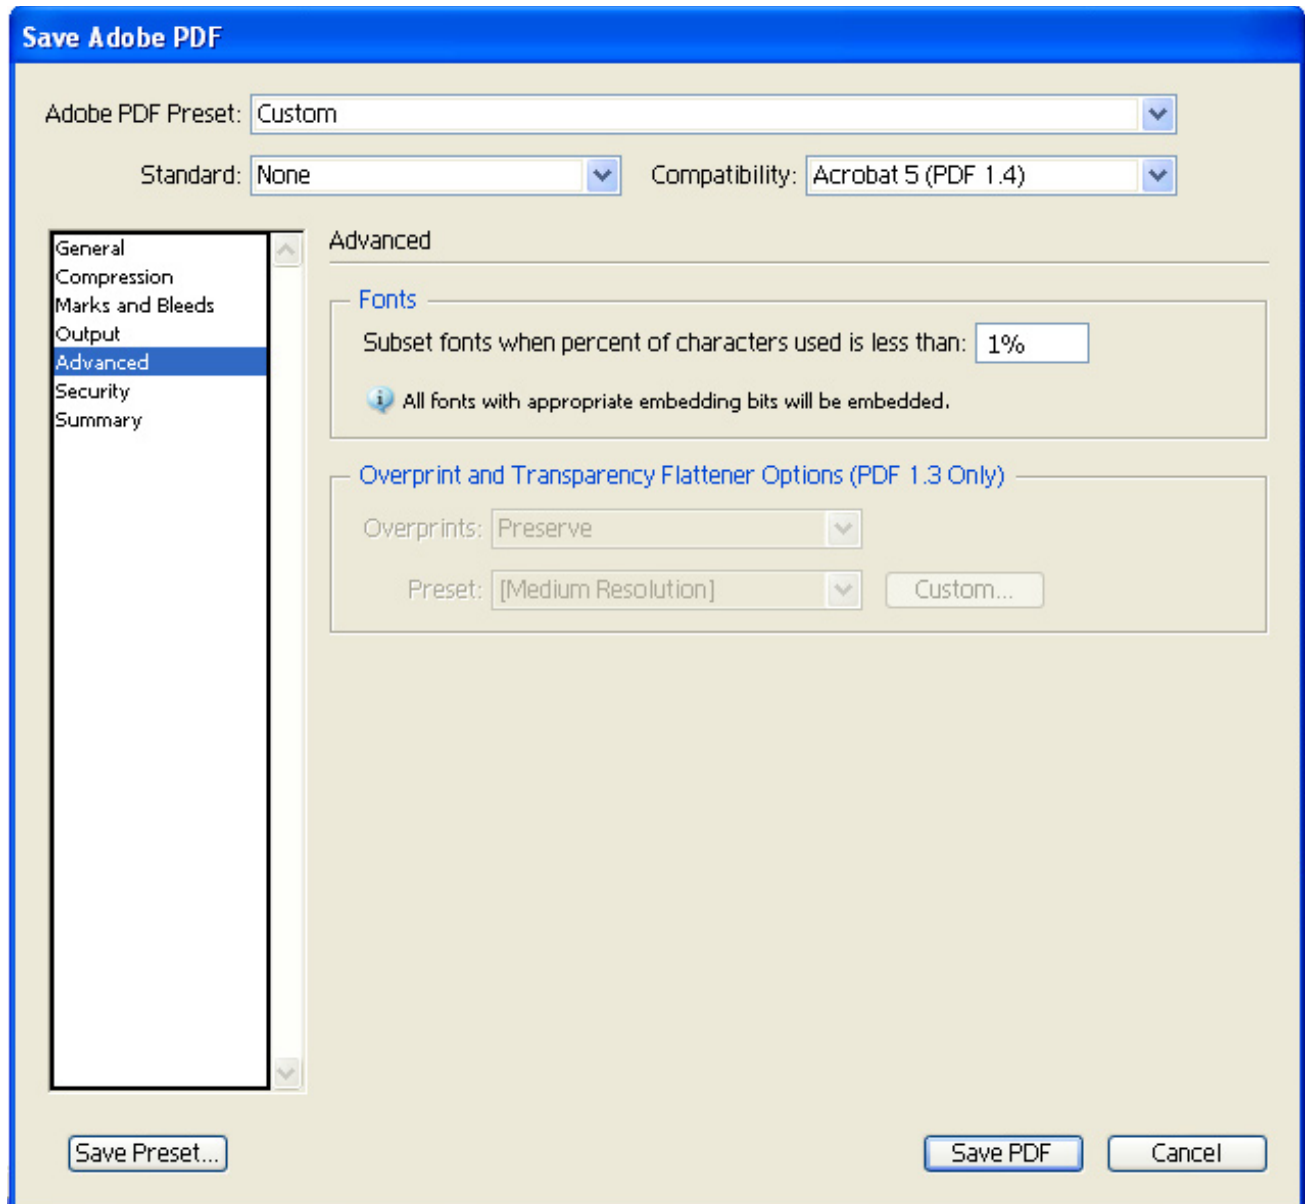 Save Adobe PDF
Adobe PDF Preset: Custom
Standard: None Compatibility: Acrobat 5 (PDF 1.4)
General
Compression
Marks and Bleeds
Output
Advanced
Security
Summary
Advanced
Fonts
Subset fonts when percent of characters used is less than: 1%
All fonts with appropriate embedding bits will be embedded.
Overprint and Transparency Flattener Options (PDF 1.3 Only)
Overprints: Preserve
Preset: [Medium Resolution] Custom...
Save Preset... Save PDF Cancel